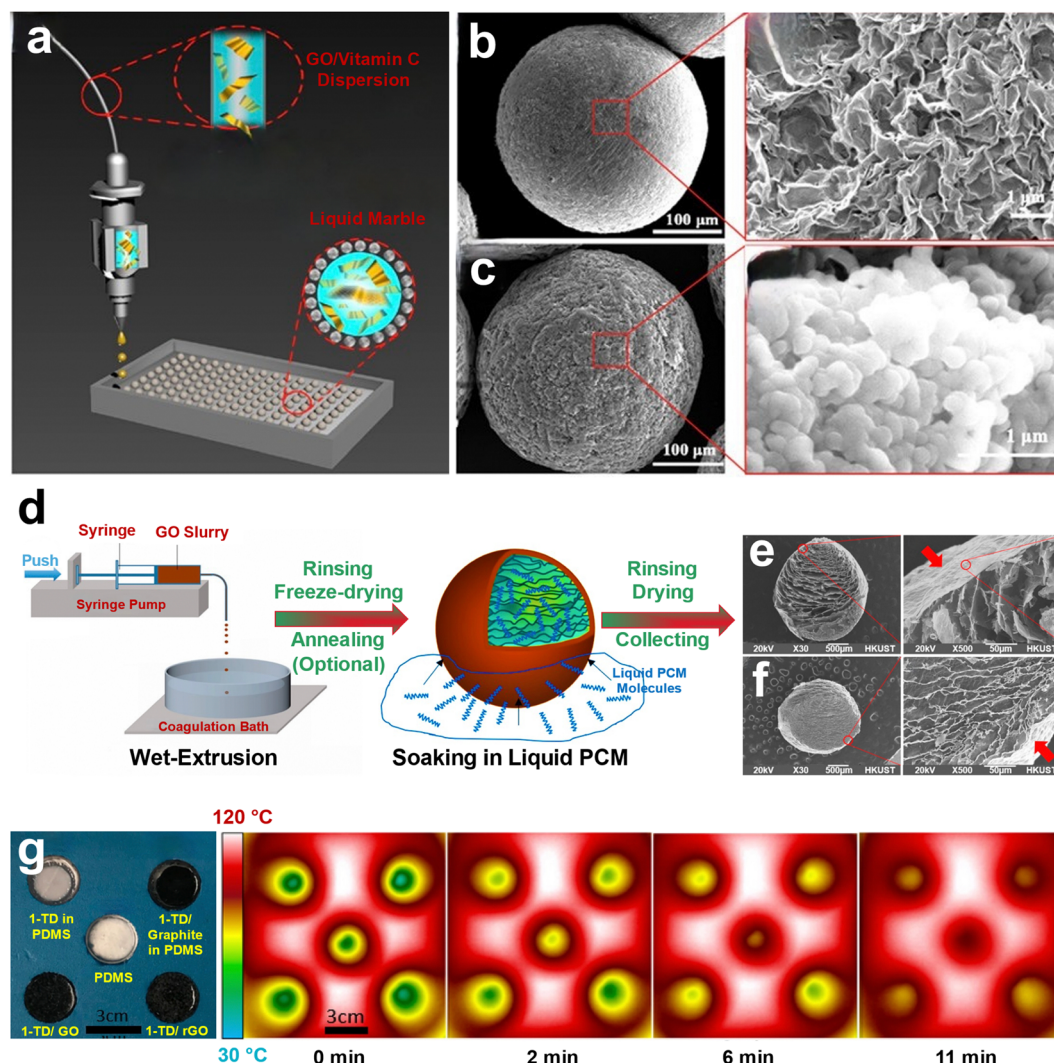 a
GO/Vitamin C
Dispersion
Liquid Marble
b
100 μm
1 μm
c
100 μm
1 μm
d
Push
Syringe
GO Slurry
Syringe Pump
Coagulation Bath
Wet-Extrusion
Rinsing
Freeze-drying
Annealing
(Optional)
Liquid PCM
Molecules
Soaking in Liquid PCM
Rinsing
Drying
Collecting
e
20kV X30 500μm HKUST
20kV X500 50μm HKUST
f
20kV X30 500μm HKUST
20kV X500 50μm HKUST
g
1-TD in
PDMS
1-TD/
Graphite
in PDMS
PDMS
1-TD/ GO
3cm
1-TD/ rGO
120 °C
30 °C
3cm
0 min
2 min
6 min
11 min